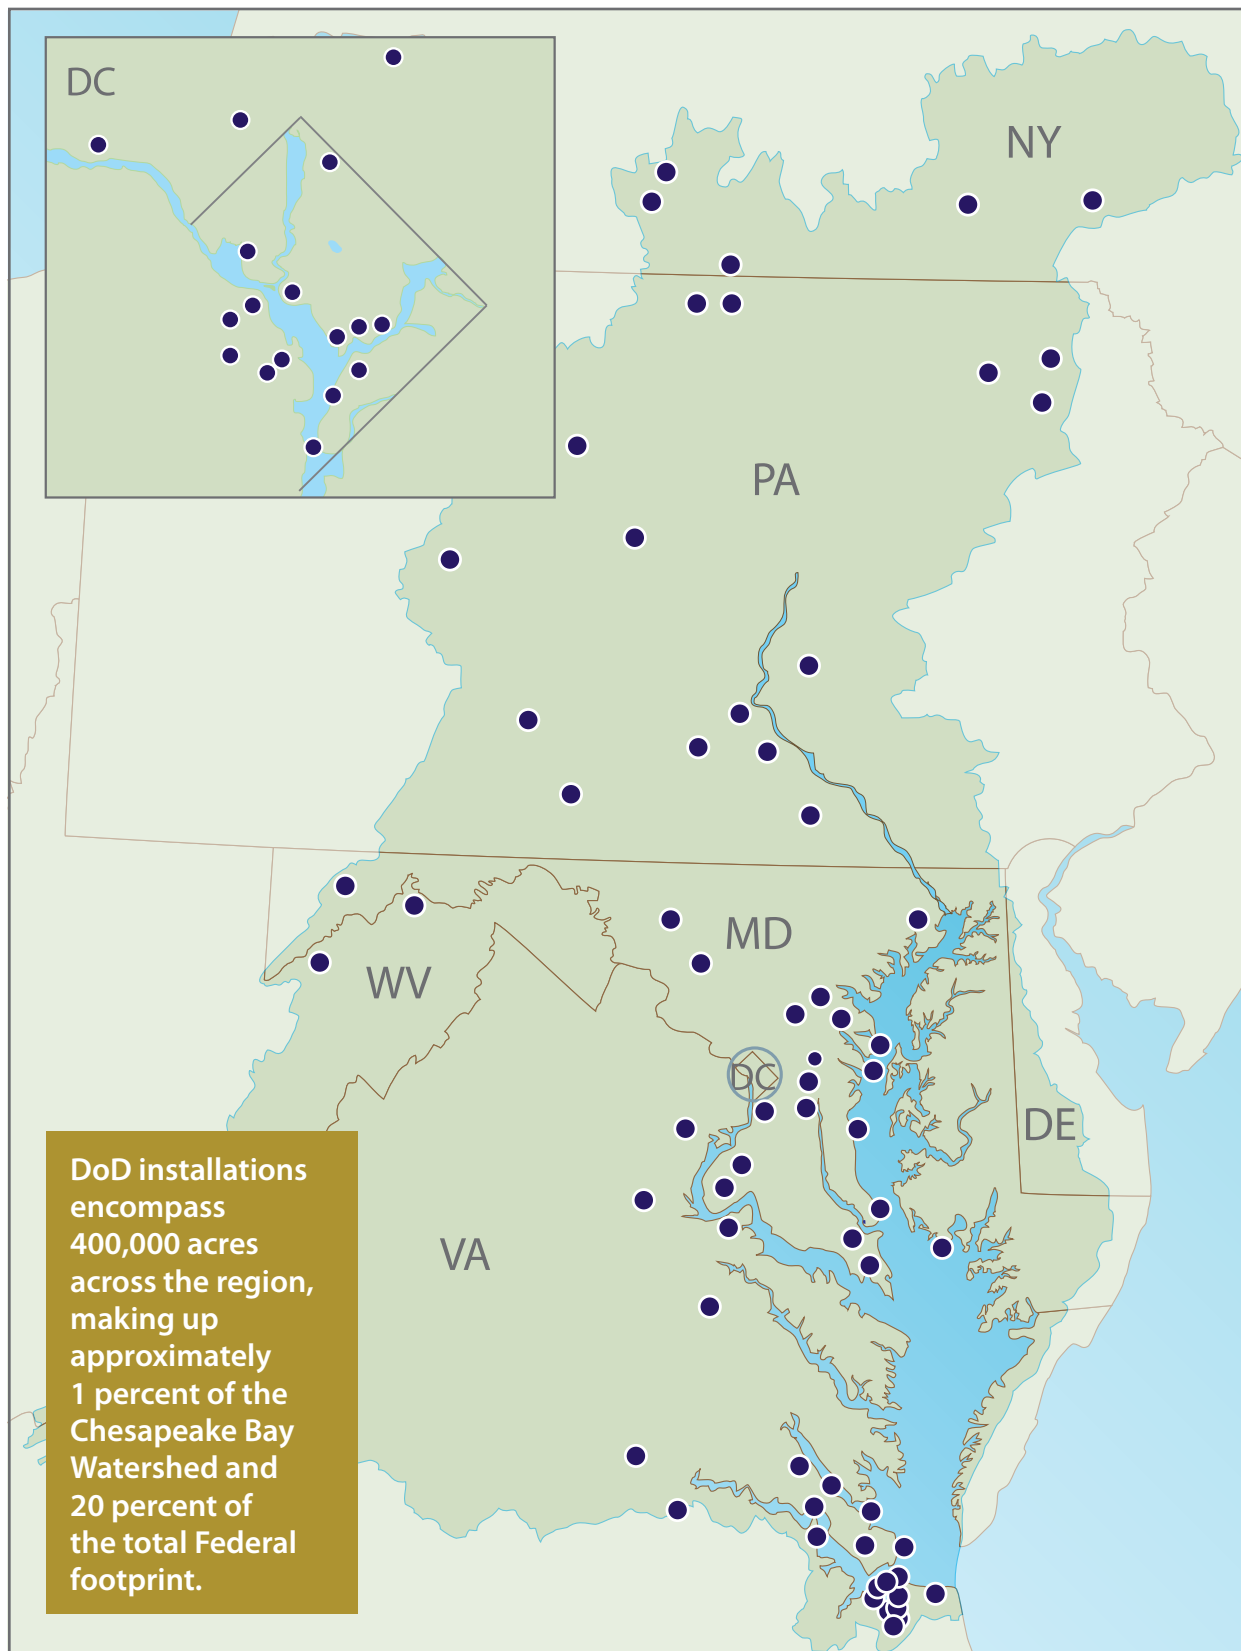 DC
NY
PA
MD
WV
DC
DE
VA
DoD installations
encompass
400,000 acres
across the region,
making up
approximately
1 percent of the
Chesapeake Bay
Watershed and
20 percent of
the total Federal
footprint.